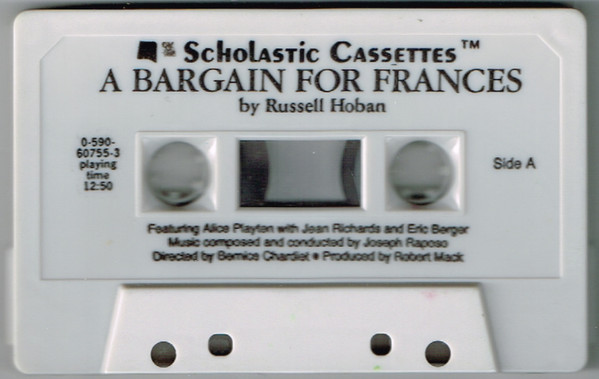 Scholastic Cassettes™
A BARGAIN FOR FRANCES
by Russell Hoban
0-590-
60755-3
playing
time
12:50
Side A
Featuring Alice Playten with Jean Richards and Eric Berger
Music composed and conducted by Joseph Raposo
Directed by Bernice Chardiet • Produced by Robert Mack